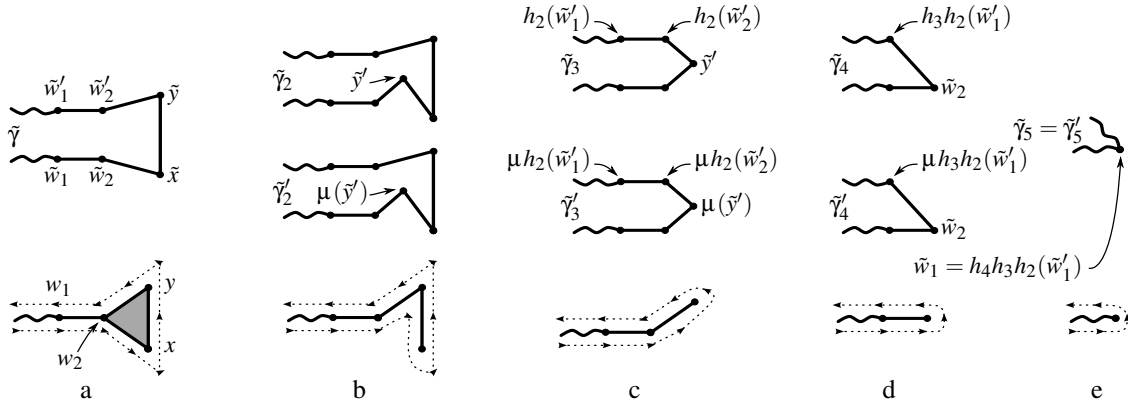 w̃′₁ w̃′₂ ỹ
γ̃
w̃₁ w̃₂ x̃
w₁ y
w₂ x
a
γ̃₂ ỹ′
γ̃′₂ μ(ỹ′)
b
h₂(w̃′₁) h₂(w̃′₂)
γ̃₃ ỹ′
μh₂(w̃′₁) μh₂(w̃′₂)
γ̃′₃ μ(ỹ′)
c
h₃h₂(w̃′₁)
γ̃₄ w̃₂
μh₃h₂(w̃′₁)
γ̃′₄ w̃₂
d
γ̃₅ = γ̃′₅
w̃₁ = h₄h₃h₂(w̃′₁)
e